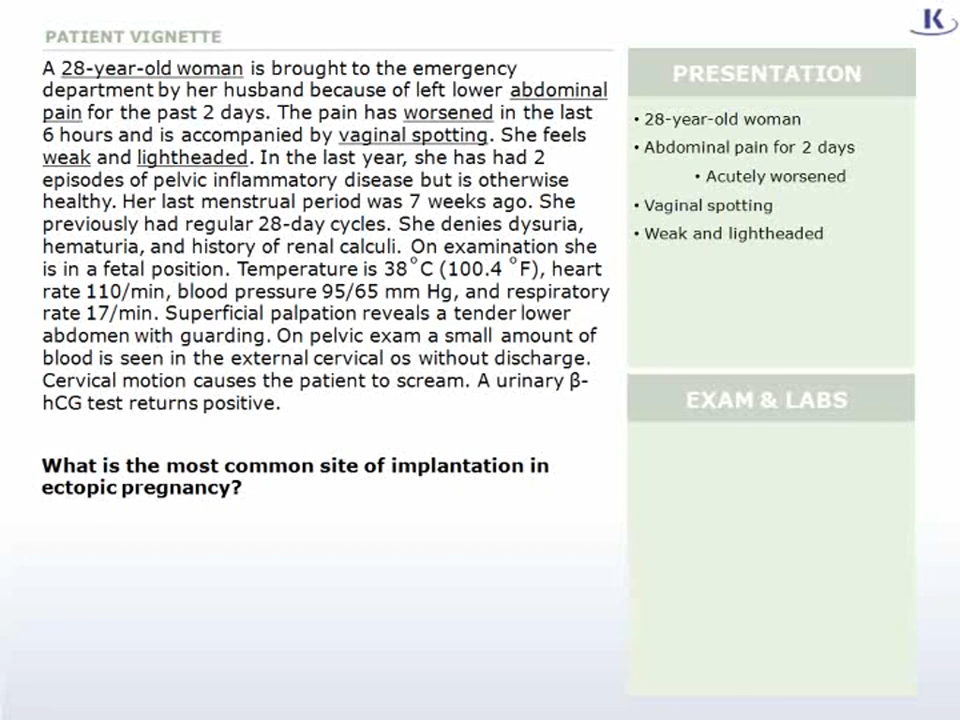 K
PATIENT VIGNETTE
A 28-year-old woman is brought to the emergency
department by her husband because of left lower abdominal
pain for the past 2 days. The pain has worsened in the last
6 hours and is accompanied by vaginal spotting. She feels
weak and lightheaded. In the last year, she has had 2
episodes of pelvic inflammatory disease but is otherwise
healthy. Her last menstrual period was 7 weeks ago. She
previously had regular 28-day cycles. She denies dysuria,
hematuria, and history of renal calculi. On examination she
is in a fetal position. Temperature is 38°C (100.4 °F), heart
rate 110/min, blood pressure 95/65 mm Hg, and respiratory
rate 17/min. Superficial palpation reveals a tender lower
abdomen with guarding. On pelvic exam a small amount of
blood is seen in the external cervical os without discharge.
Cervical motion causes the patient to scream. A urinary β-
hCG test returns positive.
What is the most common site of implantation in
ectopic pregnancy?
PRESENTATION
• 28-year-old woman
• Abdominal pain for 2 days
• Acutely worsened
• Vaginal spotting
• Weak and lightheaded
EXAM & LABS